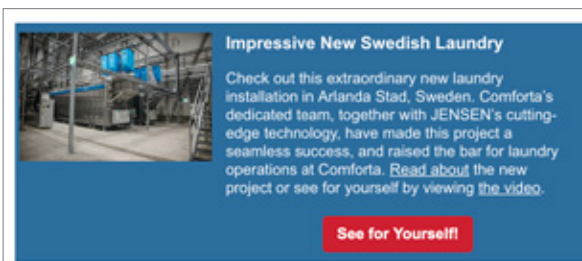 Impressive New Swedish Laundry
Check out this extraordinary new laundry
installation in Arlanda Stad, Sweden. Comforta's
dedicated team, together with JENSEN's cutting-
edge technology, have made this project a
seamless success, and raised the bar for laundry
operations at Comforta. Read about the new
project or see for yourself by viewing the video.
See for Yourself!